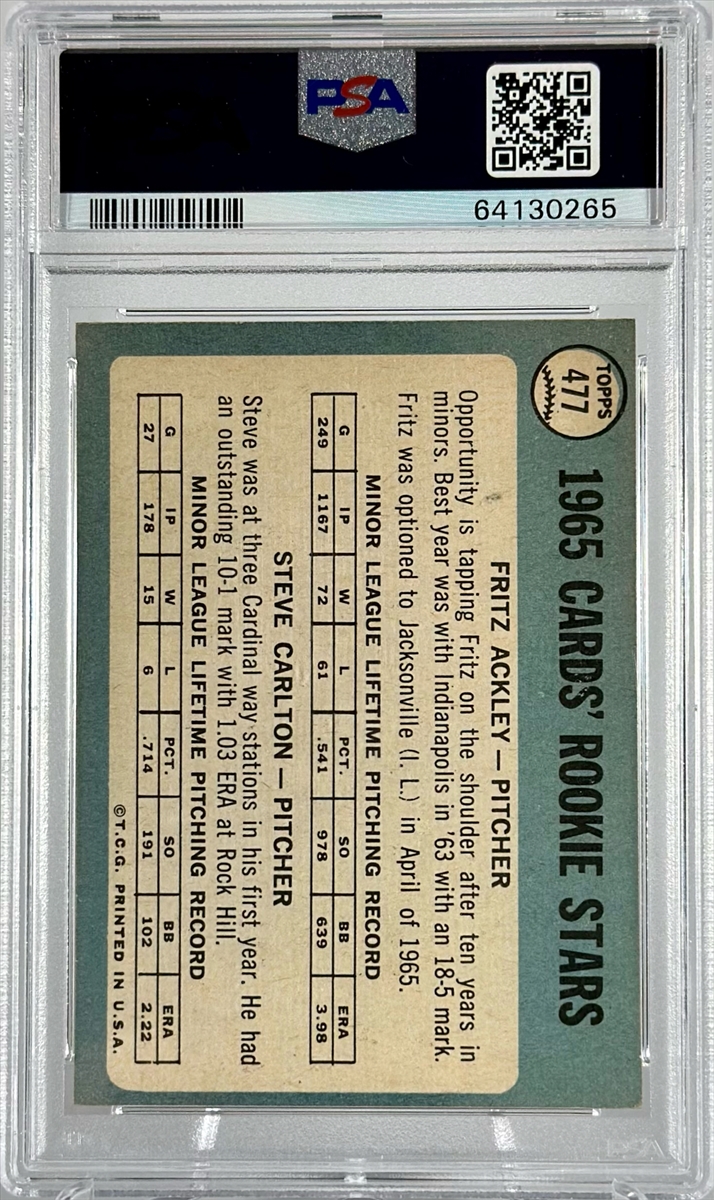 PSA
64130265
TOPPS
477
1965 CARDS' ROOKIE STARS
FRITZ ACKLEY — PITCHER
Opportunity is tapping Fritz on the shoulder after ten years in
minors. Best year was with Indianapolis in '63 with an 18-5 mark.
Fritz was optioned to Jacksonville (I. L.) in April of 1965.
MINOR LEAGUE LIFETIME PITCHING RECORD
G IP W L PCT. SO BB ERA
249 1167 72 61 .541 978 639 3.98
STEVE CARLTON — PITCHER
Steve was at three Cardinal way stations in his first year. He had
an outstanding 10-1 mark with 1.03 ERA at Rock Hill.
MINOR LEAGUE LIFETIME PITCHING RECORD
G IP W L PCT. SO BB ERA
27 178 15 6 .714 191 102 2.22
©T.C.G. PRINTED IN U.S.A.